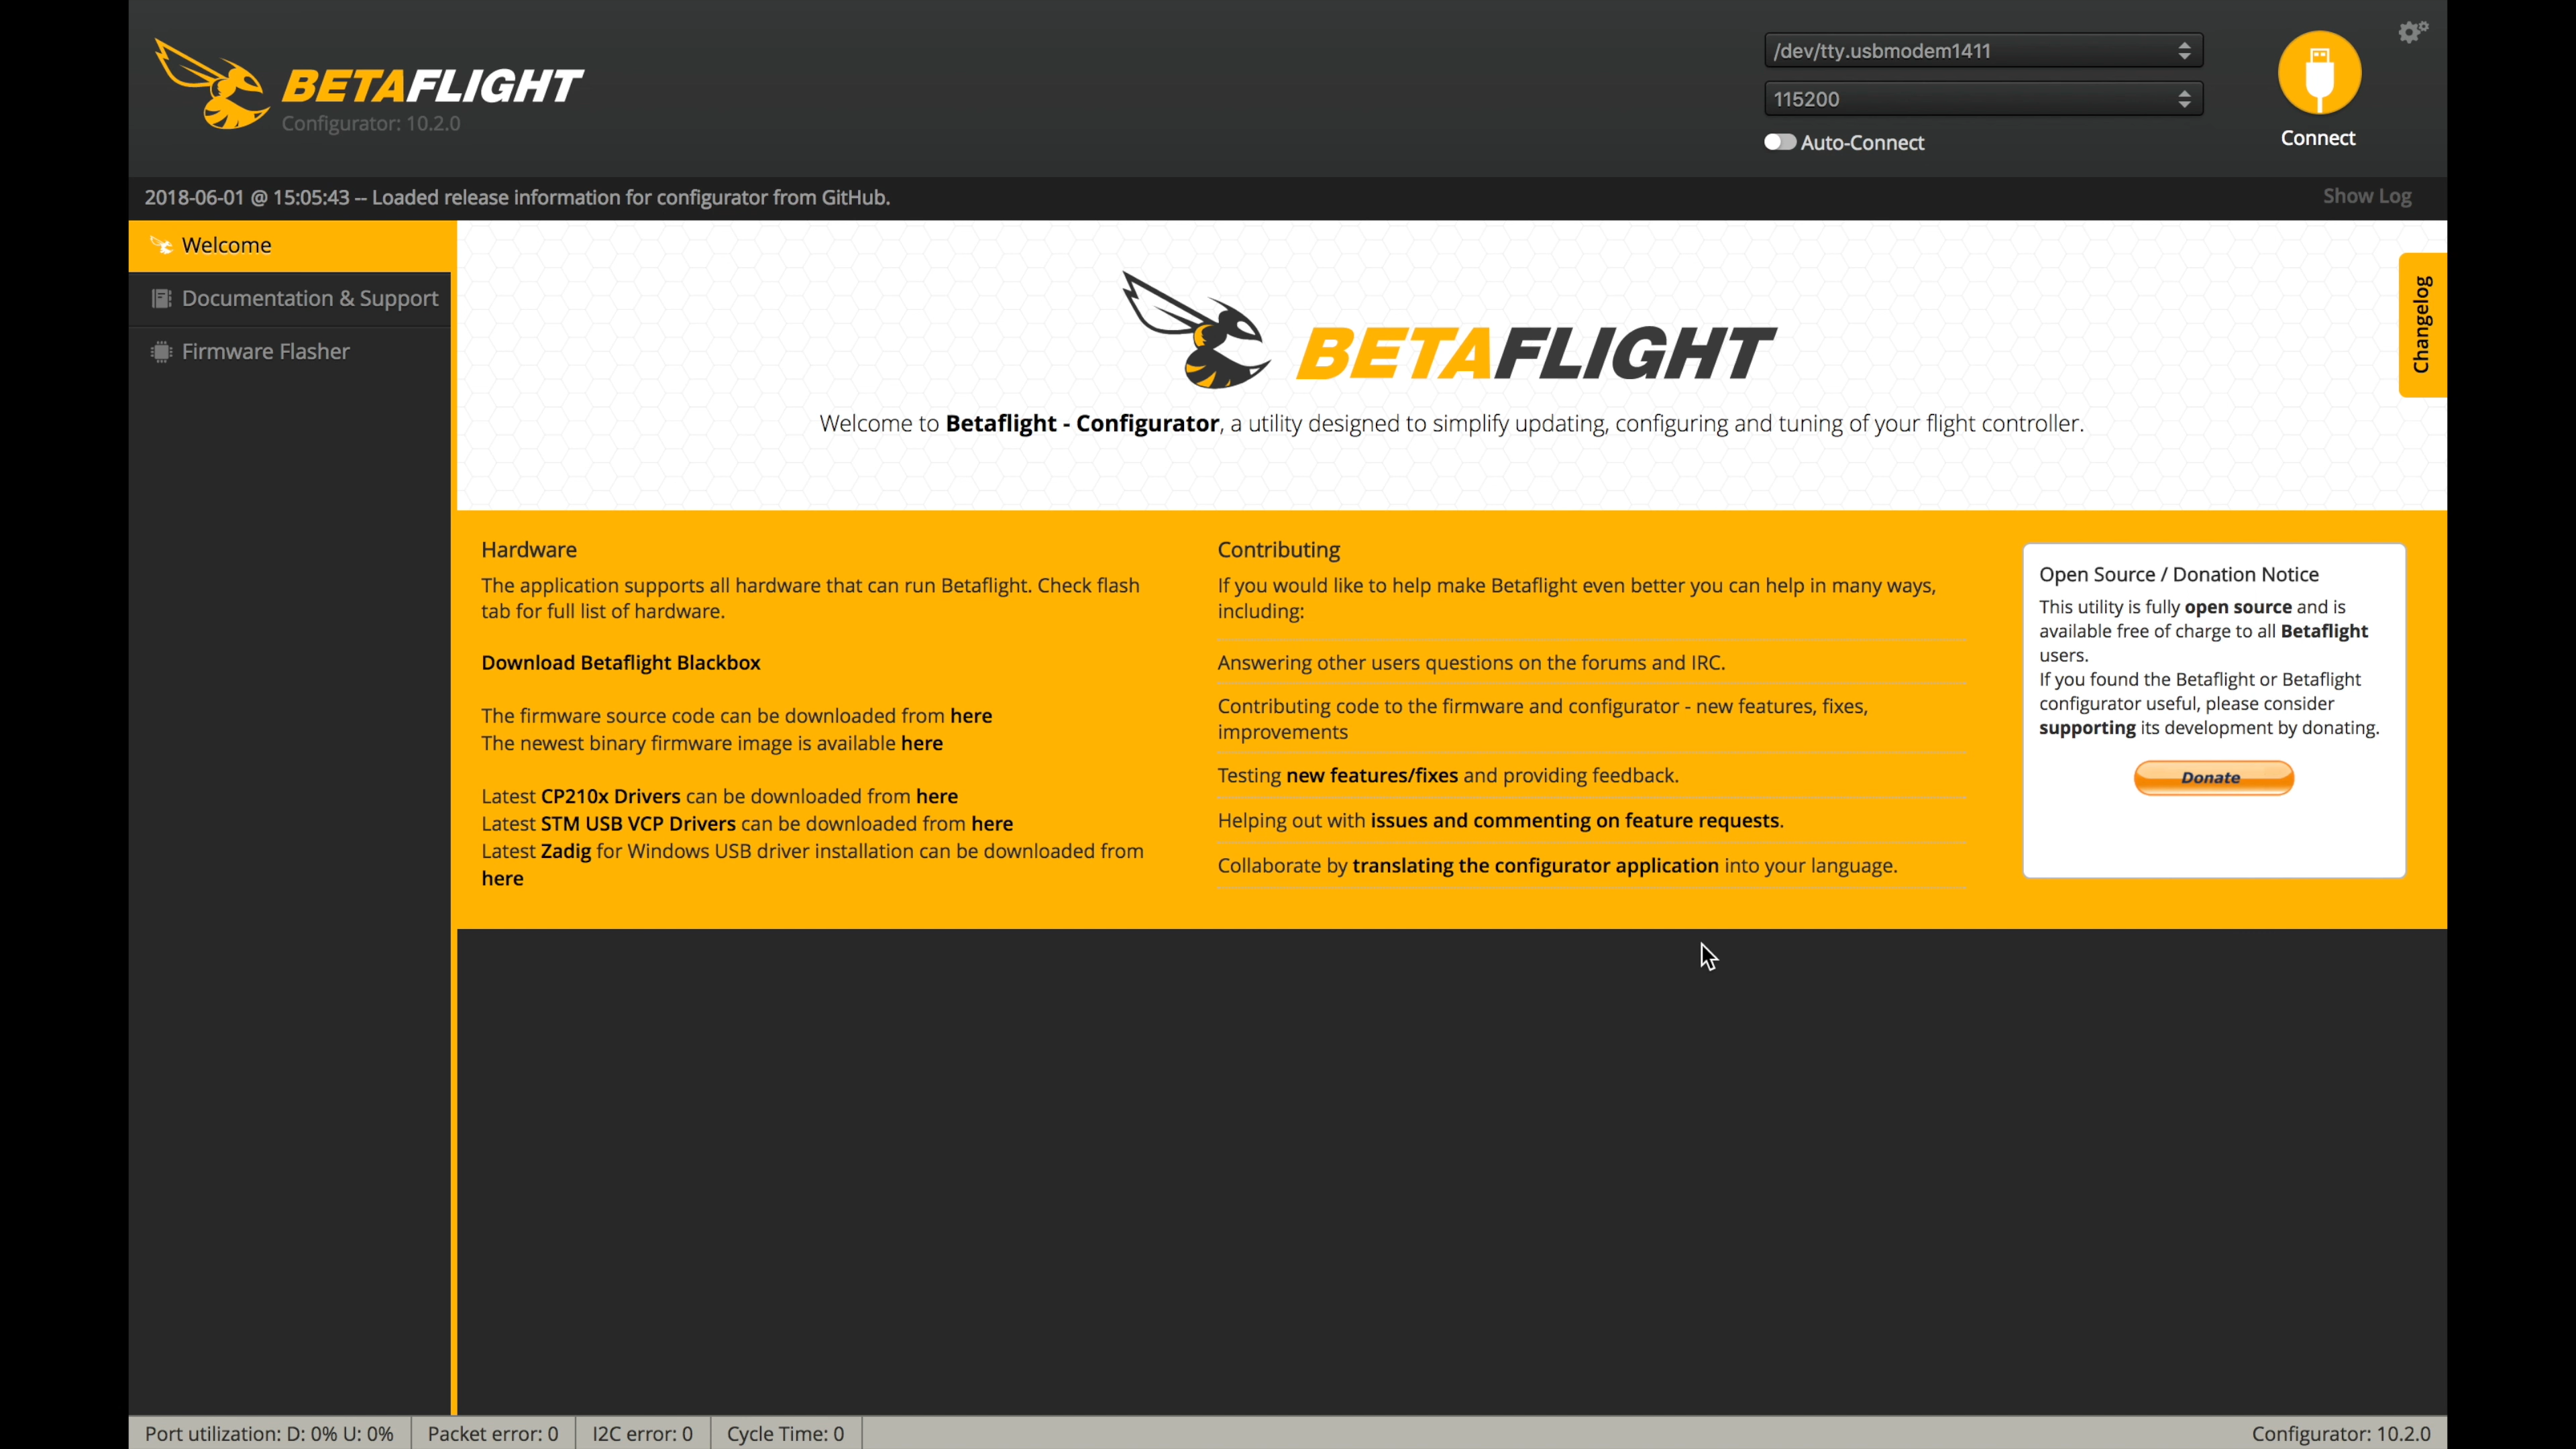 BETAFLIGHT
Configurator: 10.2.0
/dev/tty.usbmodem1411
115200
Auto-Connect
Connect
2018-06-01 @ 15:05:43 -- Loaded release information for configurator from GitHub.
Show Log
Welcome
Documentation & Support
Firmware Flasher
BETAFLIGHT
Welcome to Betaflight - Configurator, a utility designed to simplify updating, configuring and tuning of your flight controller.
Changelog
Hardware
The application supports all hardware that can run Betaflight. Check flash
tab for full list of hardware.
Download Betaflight Blackbox
The firmware source code can be downloaded from here
The newest binary firmware image is available here
Latest CP210x Drivers can be downloaded from here
Latest STM USB VCP Drivers can be downloaded from here
Latest Zadig for Windows USB driver installation can be downloaded from
here
Contributing
If you would like to help make Betaflight even better you can help in many ways,
including:
Answering other users questions on the forums and IRC.
Contributing code to the firmware and configurator - new features, fixes,
improvements
Testing new features/fixes and providing feedback.
Helping out with issues and commenting on feature requests.
Collaborate by translating the configurator application into your language.
Open Source / Donation Notice
This utility is fully open source and is
available free of charge to all Betaflight
users.
If you found the Betaflight or Betaflight
configurator useful, please consider
supporting its development by donating.
Donate
Port utilization: D: 0% U: 0%
Packet error: 0
I2C error: 0
Cycle Time: 0
Configurator: 10.2.0